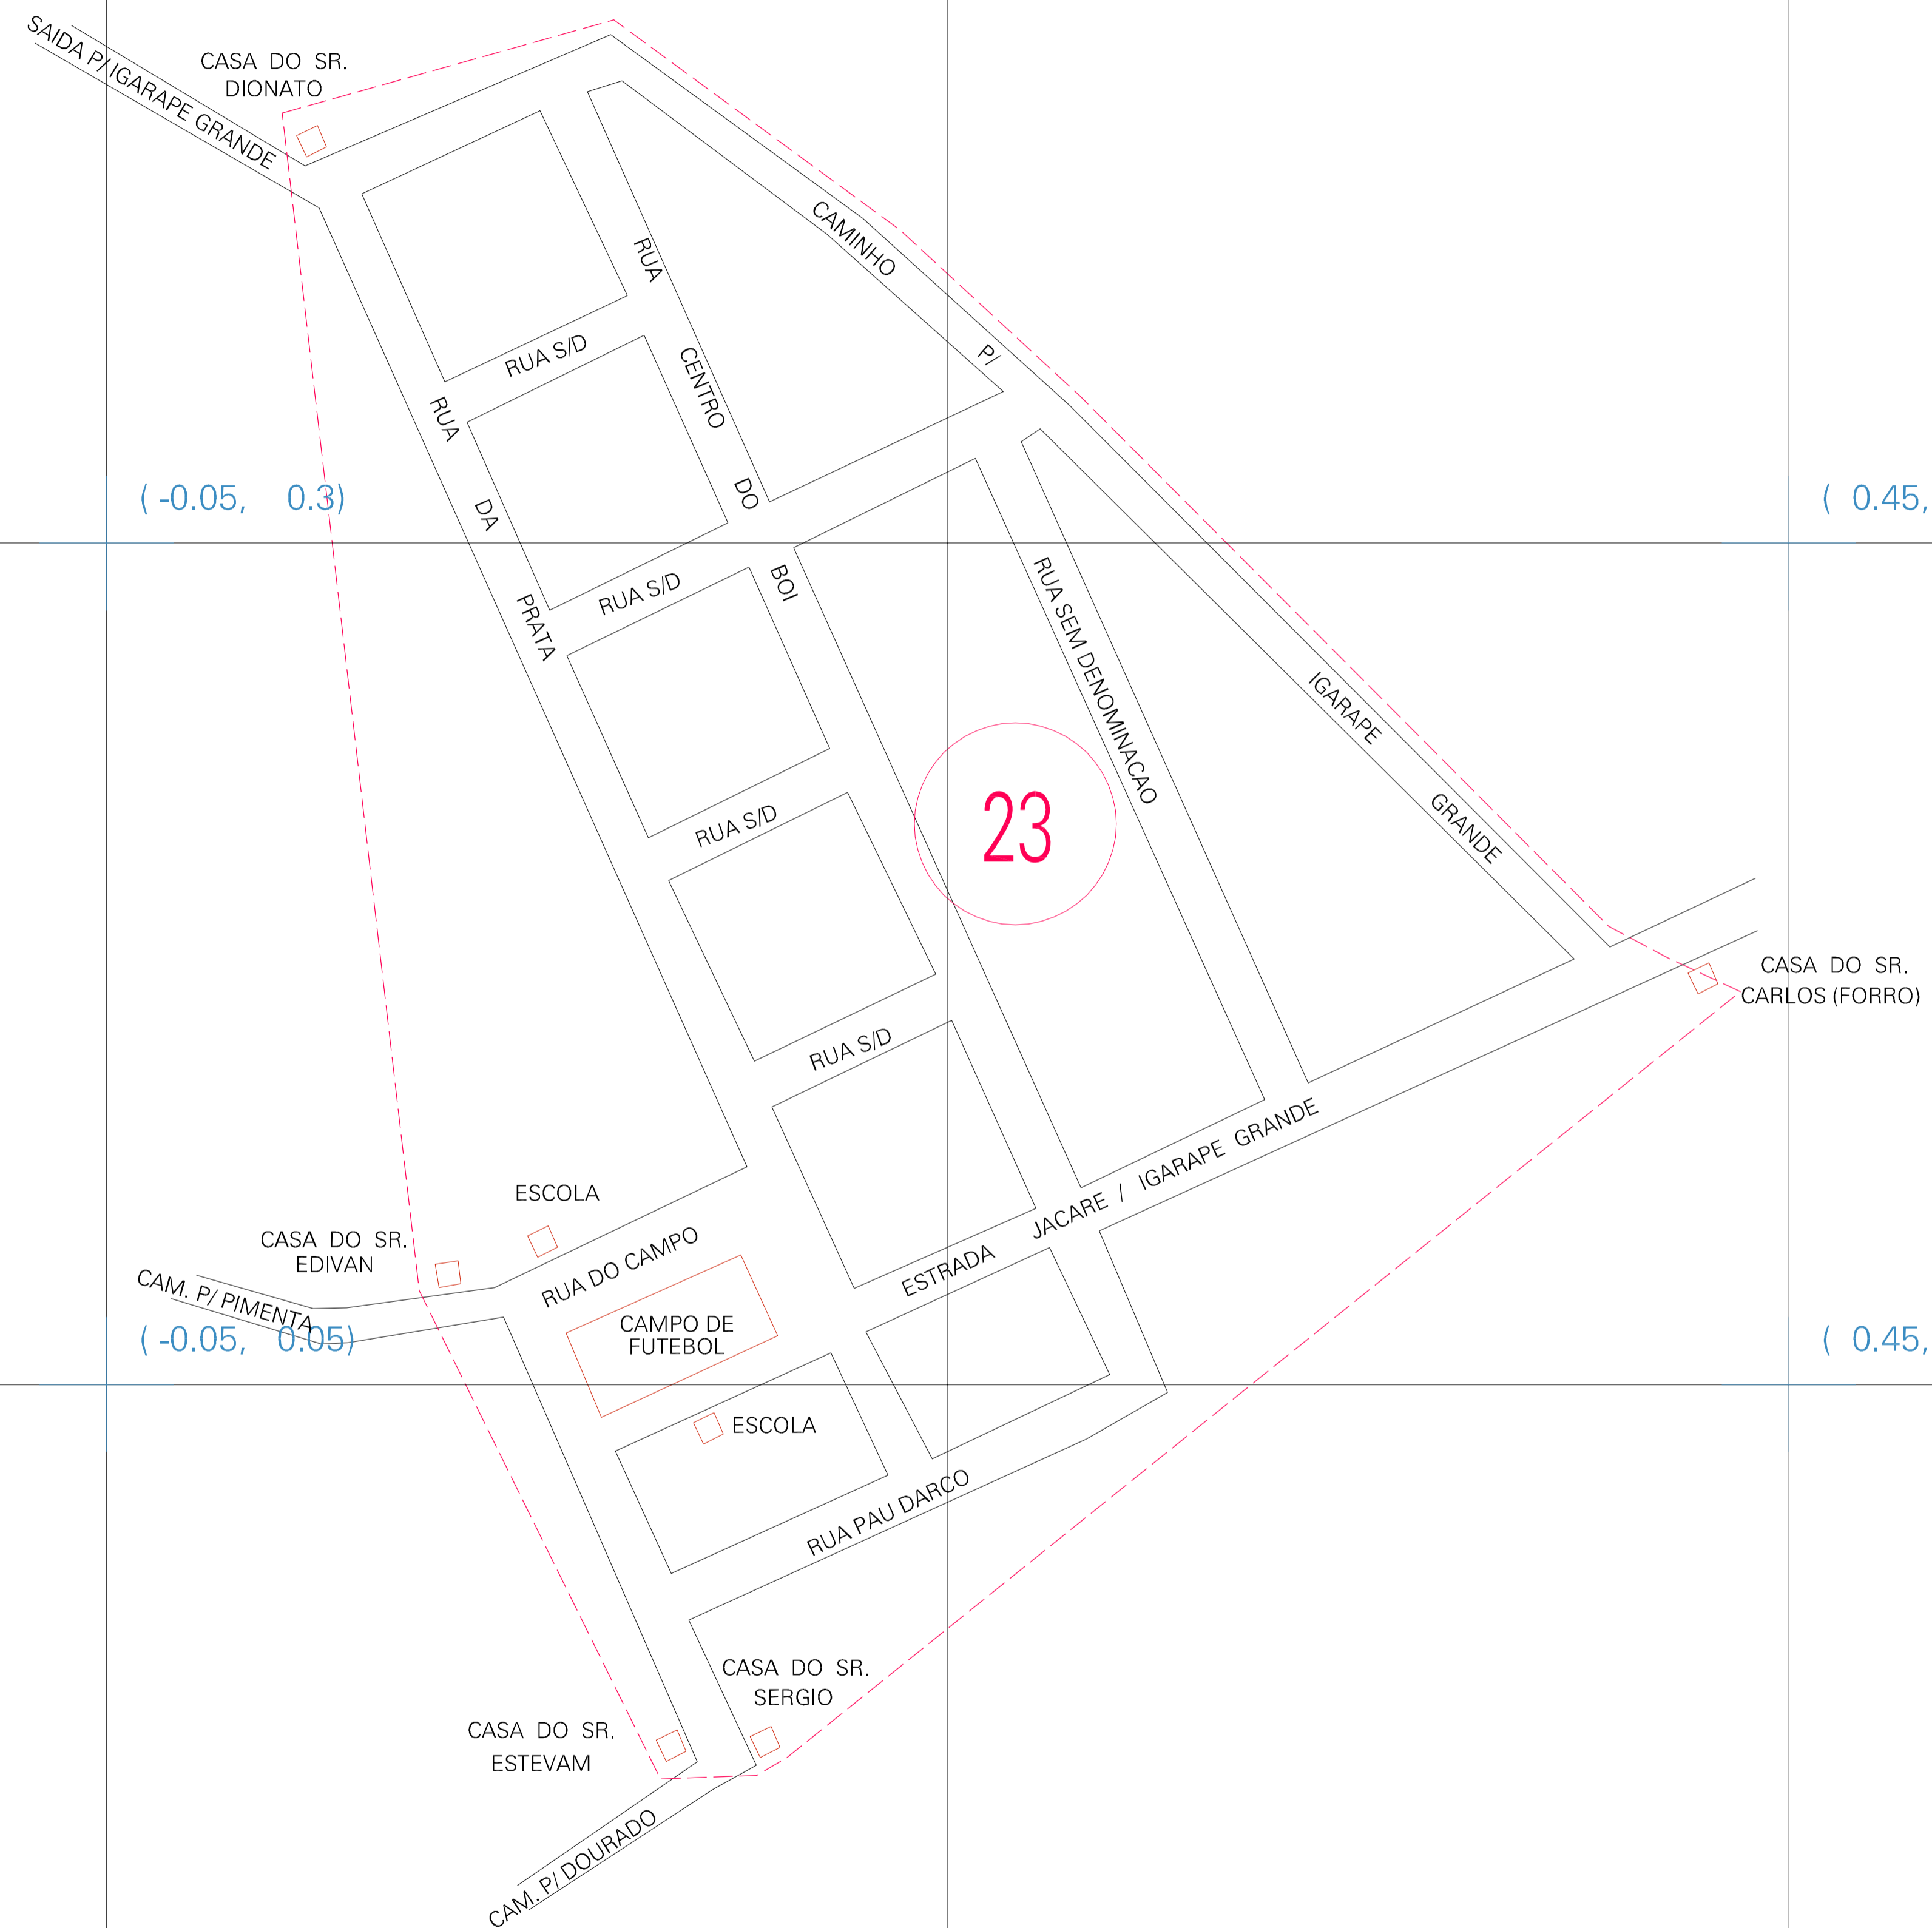 SAIDA P/ IGARAPE GRANDE
CASA DO SR.
DIONATO
RUA CENTRO DO BOI
CAMINHO P/ IGARAPE GRANDE
RUA S/D
RUA DA PRATA
( -0.05, 0.3)
( 0.45,
RUA S/D
RUA SEM DENOMINACAO
RUA S/D
23
CASA DO SR.
CARLOS (FORRO)
RUA S/D
ESTRADA JACARE / IGARAPE GRANDE
ESCOLA
CASA DO SR.
EDIVAN
RUA DO CAMPO
CAM. P/ PIMENTA
CAMPO DE
FUTEBOL
( -0.05, 0.05)
( 0.45,
ESCOLA
RUA PAU DARCO
CASA DO SR.
SERGIO
CASA DO SR.
ESTEVAM
CAM. P/ DOURADO